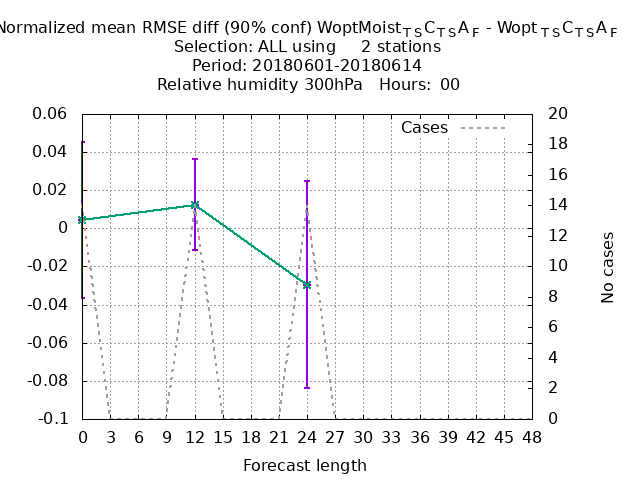 Normalized mean RMSE diff (90% conf) WoptMoist T S C T S A F - Wopt T S C T S A F
Selection: ALL using 2 stations
Period: 20180601-20180614
Relative humidity 300hPa Hours: 00
Cases
0.06
0.04
0.02
0
-0.02
-0.04
-0.06
-0.08
-0.1
20
18
16
14
12
10
8
6
4
2
0
No cases
0 3 6 9 12 15 18 21 24 27 30 33 36 39 42 45 48
Forecast length